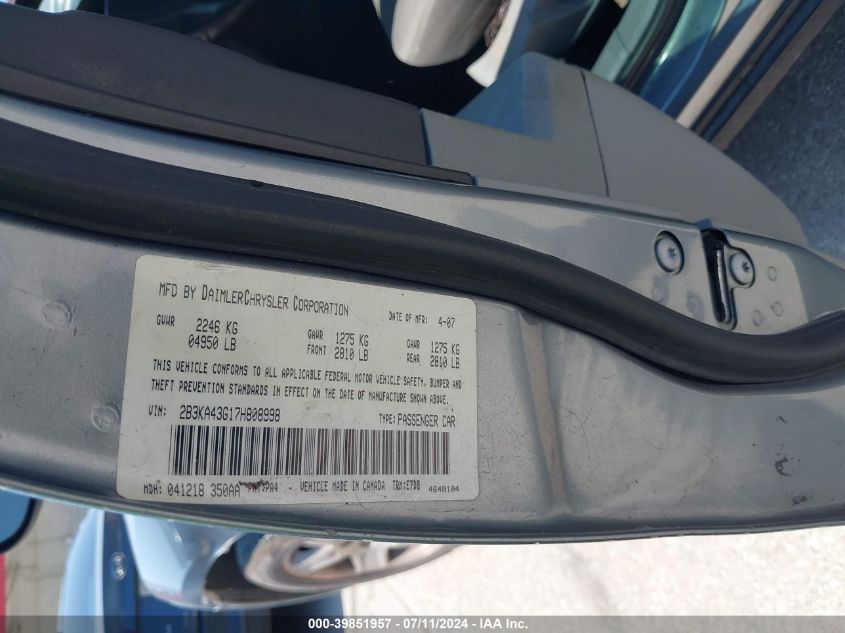 MFD BY DAIMLERCHRYSLER CORPORATION
DATE OF MFR: 4-07
GVWR 2246 KG
04950 LB
GAWR FRONT 1275 KG
2810 LB
GAWR REAR 1275 KG
2810 LB
THIS VEHICLE CONFORMS TO ALL APPLICABLE FEDERAL MOTOR VEHICLE SAFETY, BUMPER AND
THEFT PREVENTION STANDARDS IN EFFECT ON THE DATE OF MANUFACTURE SHOWN ABOVE.
VIN: 2B3KA43G17H808998 TYPE: PASSENGER CAR
MDH: 041218 350AA VEHICLE MADE IN CANADA TRM:E7DB 4648104
000-39851957 - 07/11/2024 - IAA Inc.